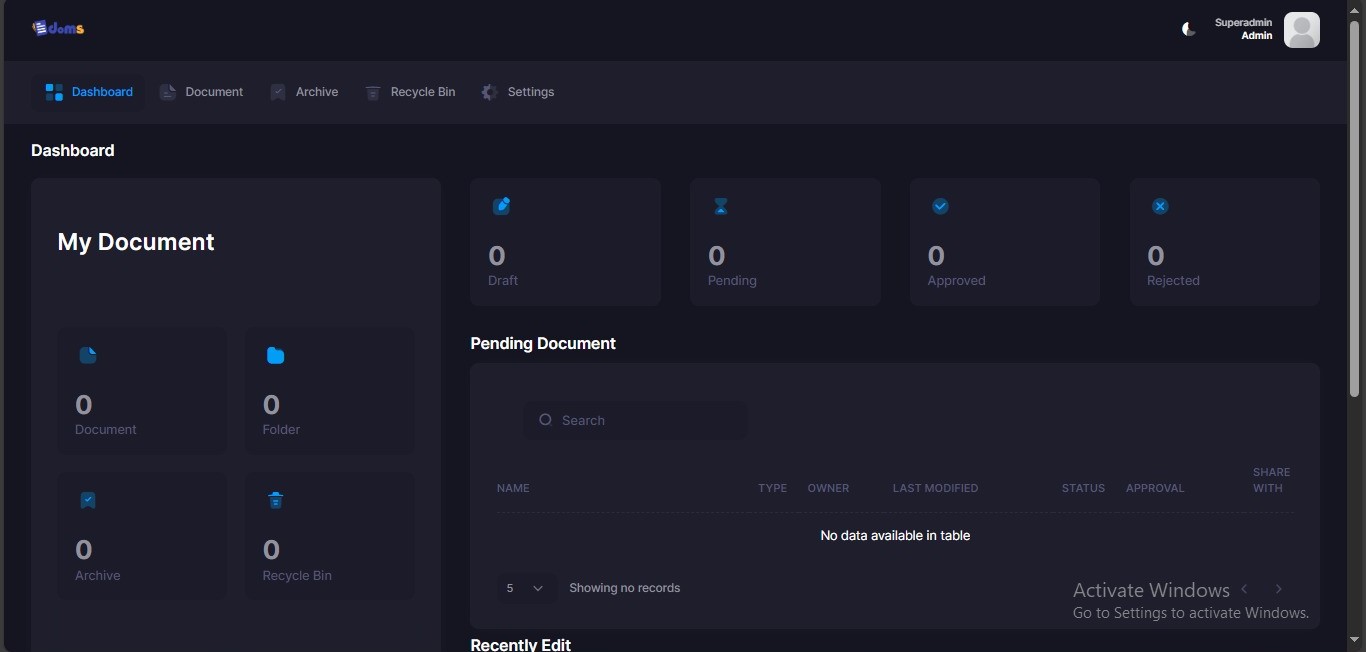 Edoms
Superadmin
Admin
Dashboard
Document
Archive
Recycle Bin
Settings
Dashboard
My Document
0
Document
0
Folder
0
Archive
0
Recycle Bin
0
Draft
0
Pending
0
Approved
0
Rejected
Pending Document
Search
NAME
TYPE
OWNER
LAST MODIFIED
STATUS
APPROVAL
SHARE
WITH
No data available in table
5
Showing no records
Activate Windows
Go to Settings to activate Windows.
Recently Edit